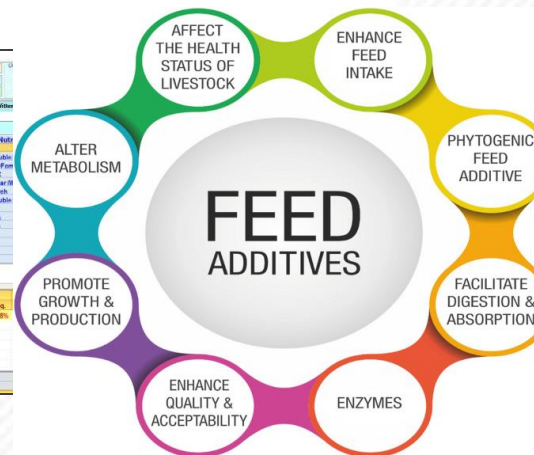 AFFECT
THE HEALTH
STATUS OF
LIVESTOCK
ENHANCE
FEED
INTAKE
PHYTOGENIC
FEED
ADDITIVE
FACILITATE
DIGESTION &
ABSORPTION
ENZYMES
ENHANCE
QUALITY &
ACCEPTABILITY
PROMOTE
GROWTH &
PRODUCTION
ALTER
METABOLISM
FEED
ADDITIVES